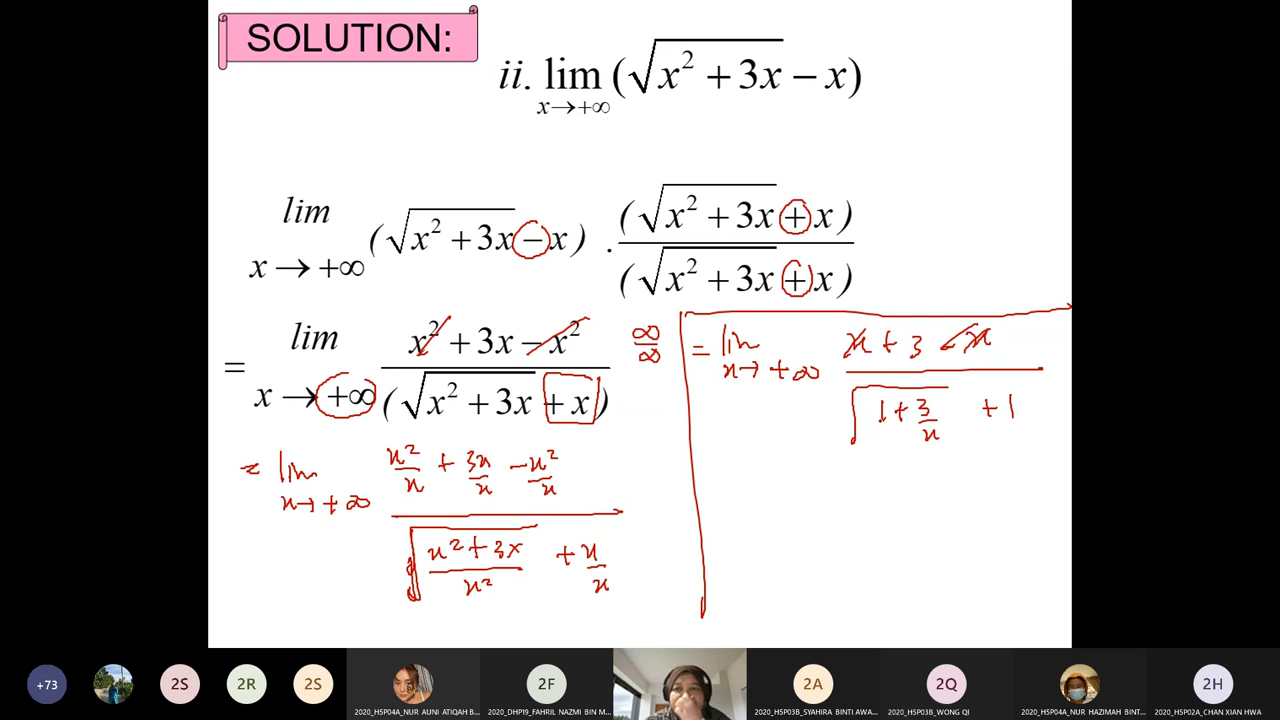 SOLUTION:
ii. lim (√(x² + 3x) − x)
x → +∞
lim (√(x² + 3x) − x) . (√(x² + 3x) + x) / (√(x² + 3x) + x)
x → +∞
= lim (x² + 3x − x²) / (√(x² + 3x) + x) ∞/∞
x → +∞
= lim (x²/x + 3x/x − x²/x) / (√((x² + 3x)/x²) + x/x)
x → +∞
= lim (x + 3 − x) / (√(1 + 3/x) + 1)
x → +∞
+73
2S
2R
2S
2020_HSP04A_NUR AUNI ATIQAH B...
2F
2020_DHP19_FAHRIL NAZMI BIN M...
2A
2020_HSP03B_SYAHIRA BINTI AWA...
2Q
2020_HSP03B_WONG QI
2020_HSP04A_NUR HAZIMAH BINT...
2H
2020_HSP02A_CHAN XIAN HWA